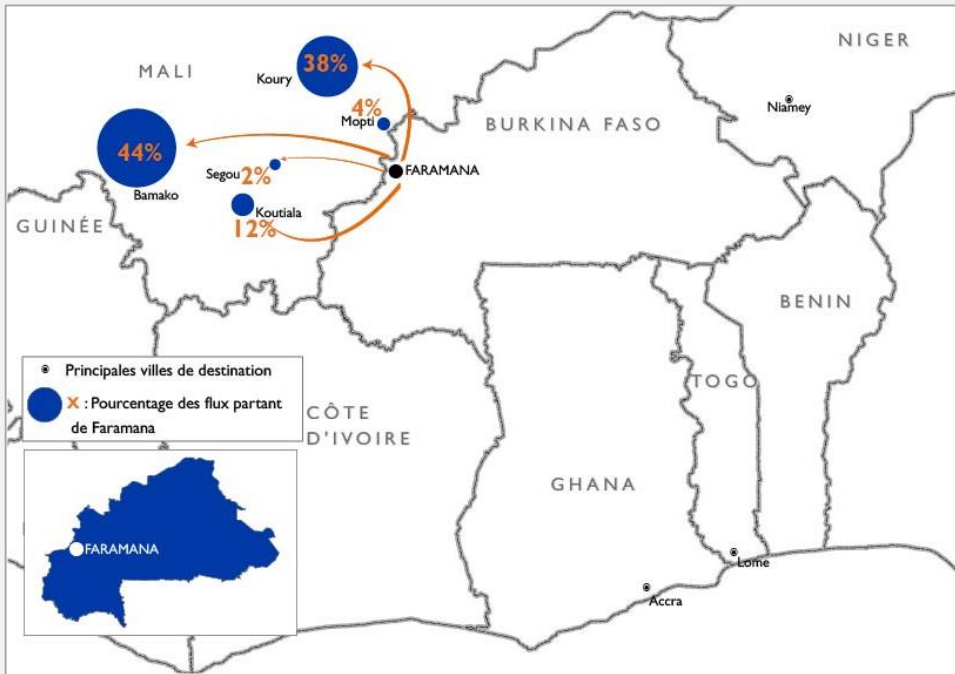 NIGER
MALI
38%
Koury
Niamey
4%
Mopti
BURKINA FASO
44%
Bamako
FARAMANA
Segou 2%
Koutiala
12%
GUINÉE
BENIN
Principales villes de destination
X : Pourcentage des flux partant
de Faramana
TOGO
CÔTE
D'IVOIRE
GHANA
FARAMANA
Lome
Accra